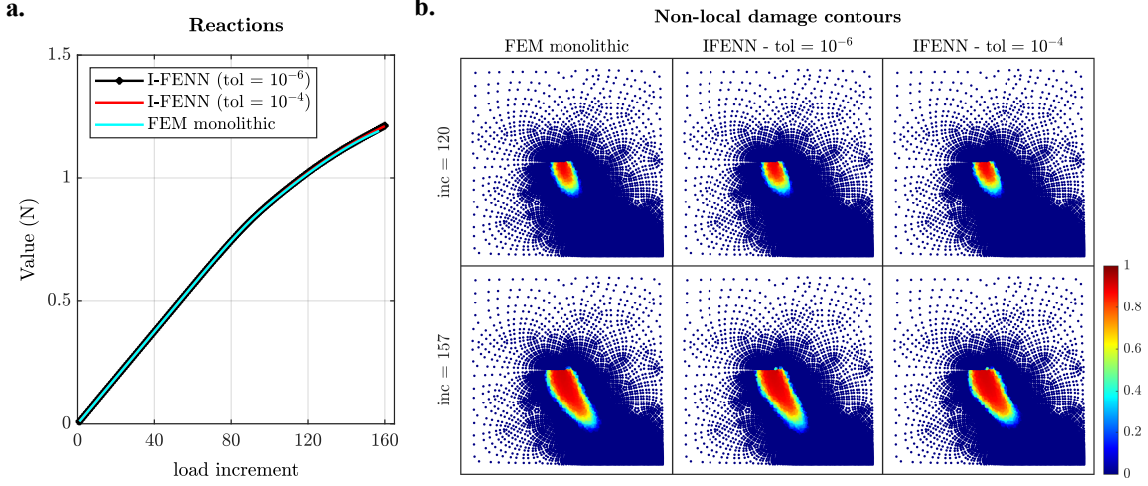 a.
Reactions
1.5
1
0.5
0
Value (N)
I-FENN (tol = 10⁻⁶)
I-FENN (tol = 10⁻⁴)
FEM monolithic
0 40 80 120 160
load increment
b.
Non-local damage contours
FEM monolithic IFENN - tol = 10⁻⁶ IFENN - tol = 10⁻⁴
inc = 120
inc = 157
1
0.8
0.6
0.4
0.2
0